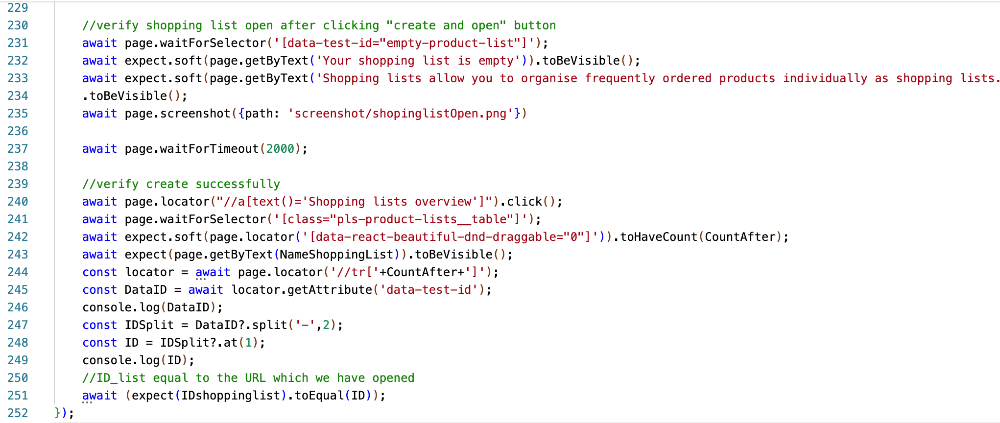 229
230 //verify shopping list open after clicking "create and open" button
231 await page.waitForSelector('[data-test-id="empty-product-list"]');
232 await expect.soft(page.getByText('Your shopping list is empty')).toBeVisible();
233 await expect.soft(page.getByText('Shopping lists allow you to organise frequently ordered products individually as shopping lists.
234 .toBeVisible();
235 await page.screenshot({path: 'screenshot/shopinglistOpen.png'})
236
237 await page.waitForTimeout(2000);
238
239 //verify create successfully
240 await page.locator("//a[text()='Shopping lists overview']").click();
241 await page.waitForSelector('[class="pls-product-lists__table"]');
242 await expect.soft(page.locator('[data-react-beautiful-dnd-draggable="0"]')).toHaveCount(CountAfter);
243 await expect(page.getByText(NameShoppingList)).toBeVisible();
244 const locator = await page.locator('//tr['+CountAfter+']');
245 const DataID = await locator.getAttribute('data-test-id');
246 console.log(DataID);
247 const IDSplit = DataID?.split('-',2);
248 const ID = IDSplit?.at(1);
249 console.log(ID);
250 //ID_list equal to the URL which we have opened
251 await (expect(IDshoppinglist).toEqual(ID));
252 });